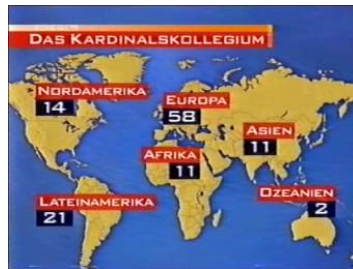 DAS KARDINALSKOLLEGIUM
NORDAMERIKA
14
EUROPA
58
ASIEN
11
AFRIKA
11
LATEINAMERIKA
21
OZEANIEN
2